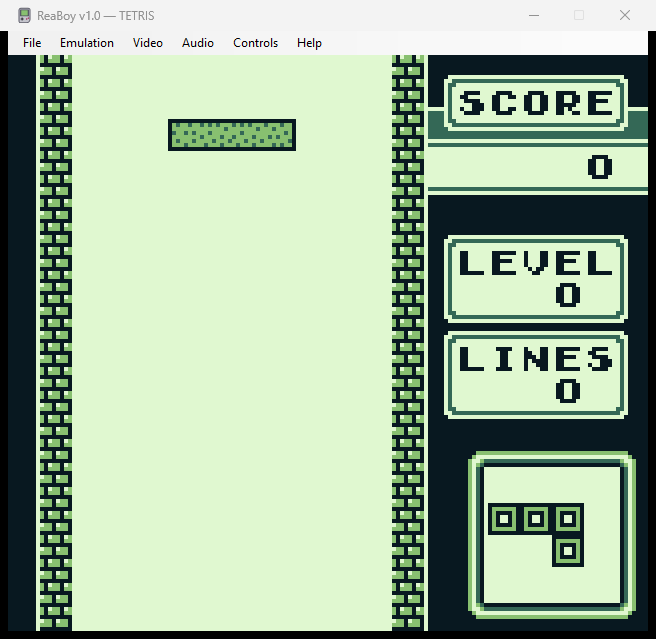 ReaBoy v1.0 — TETRIS
File Emulation Video Audio Controls Help
SCORE
0
LEVEL
0
LINES
0